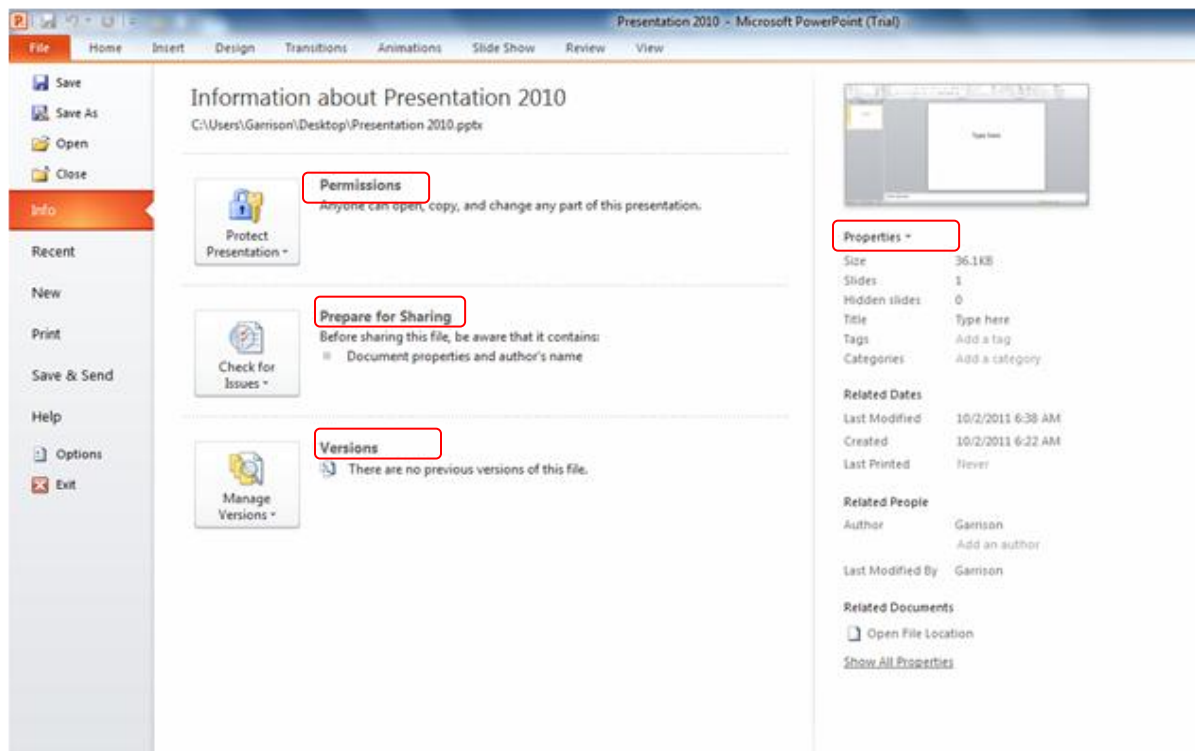 Presentation 2010 - Microsoft PowerPoint (Trial)
File Home Insert Design Transitions Animations Slide Show Review View
Save
Save As
Open
Close
Info
Recent
New
Print
Save & Send
Help
Options
Exit
Information about Presentation 2010
C:\Users\Garrison\Desktop\Presentation 2010.pptx
Protect
Presentation
Permissions
Anyone can open, copy, and change any part of this presentation.
Check for
Issues
Prepare for Sharing
Before sharing this file, be aware that it contains:
Document properties and author's name
Manage
Versions
Versions
There are no previous versions of this file.
Type here
Properties
Size 36.1KB
Slides 1
Hidden slides 0
Title Type here
Tags Add a tag
Categories Add a category
Related Dates
Last Modified 10/2/2011 6:38 AM
Created 10/2/2011 6:22 AM
Last Printed Never
Related People
Author Garrison
Add an author
Last Modified By Garrison
Related Documents
Open File Location
Show All Properties